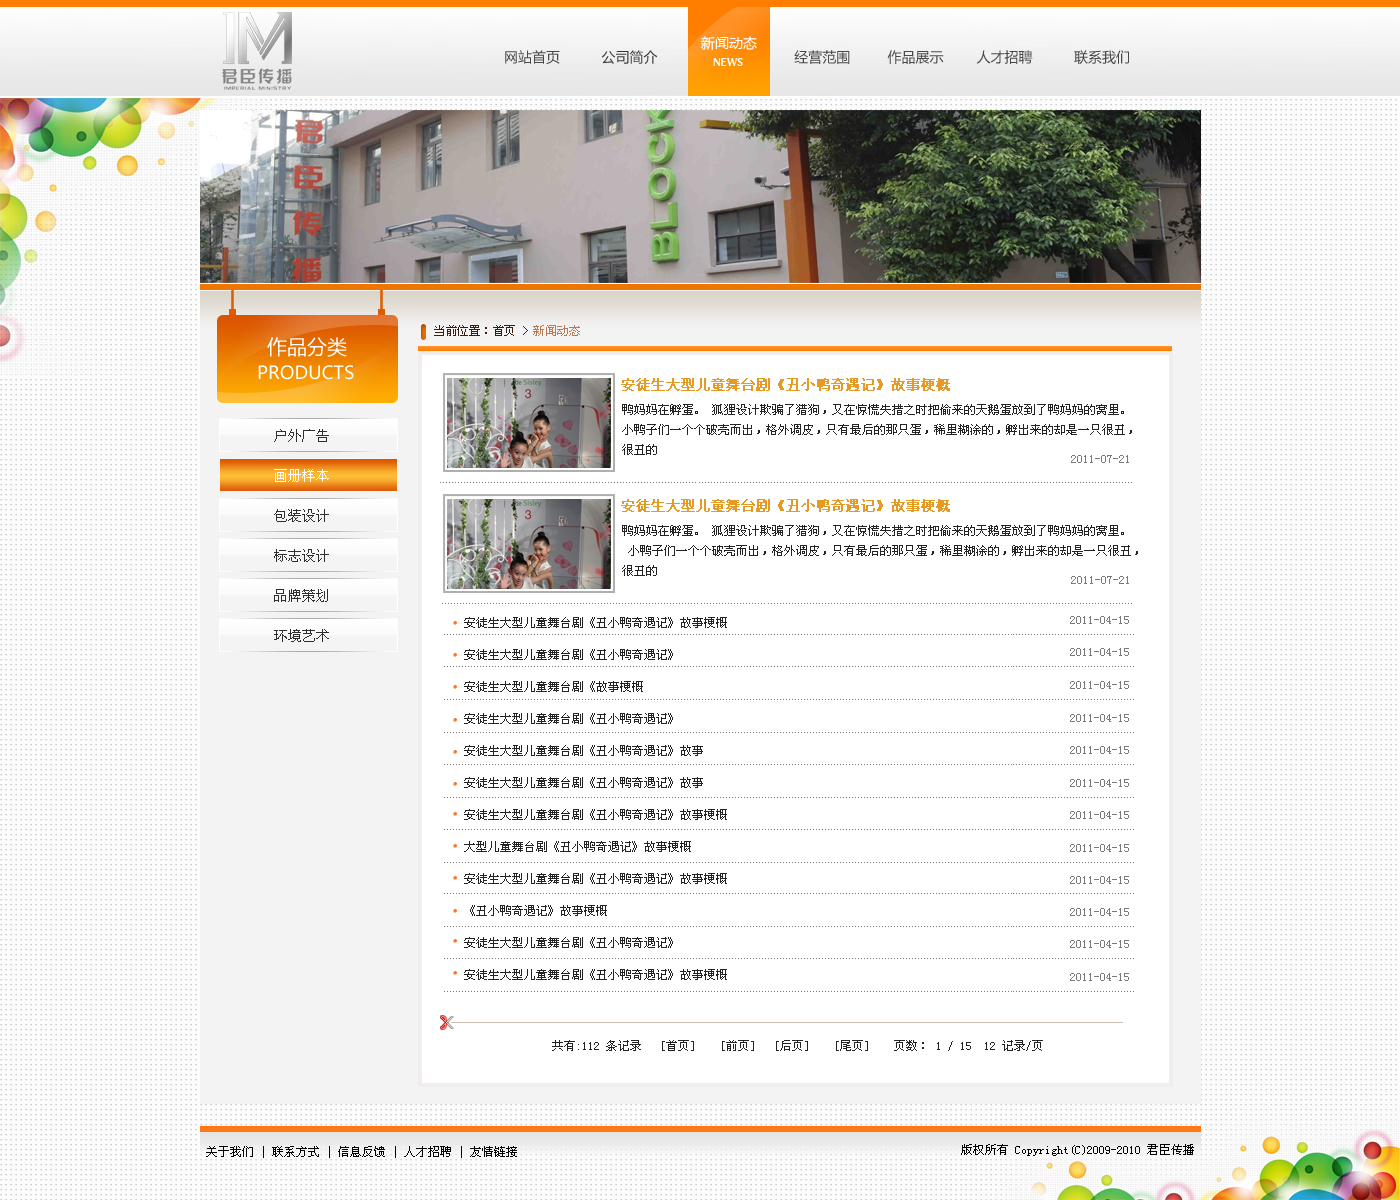 IM
君臣传播
IMPERIAL MINISTRY
网站首页
公司简介
新闻动态
NEWS
经营范围
作品展示
人才招聘
联系我们
君臣传播
BLOCK
作品分类
PRODUCTS
户外广告
画册样本
包装设计
标志设计
品牌策划
环境艺术
当前位置：首页 > 新闻动态
安徒生大型儿童舞台剧《丑小鸭奇遇记》故事梗概
鸭妈妈在孵蛋。 狐狸设计欺骗了猎狗，又在惊慌失措之时把偷来的天鹅蛋放到了鸭妈妈的窝里。
小鸭子们一个个破壳而出，格外调皮，只有最后的那只蛋，稀里糊涂的，孵出来的却是一只很丑，
很丑的
2011-07-21
安徒生大型儿童舞台剧《丑小鸭奇遇记》故事梗概
鸭妈妈在孵蛋。 狐狸设计欺骗了猎狗，又在惊慌失措之时把偷来的天鹅蛋放到了鸭妈妈的窝里。
小鸭子们一个个破壳而出，格外调皮，只有最后的那只蛋，稀里糊涂的，孵出来的却是一只很丑，
很丑的
2011-07-21
安徒生大型儿童舞台剧《丑小鸭奇遇记》故事梗概 2011-04-15
安徒生大型儿童舞台剧《丑小鸭奇遇记》 2011-04-15
安徒生大型儿童舞台剧《故事梗概 2011-04-15
安徒生大型儿童舞台剧《丑小鸭奇遇记》 2011-04-15
安徒生大型儿童舞台剧《丑小鸭奇遇记》故事 2011-04-15
安徒生大型儿童舞台剧《丑小鸭奇遇记》故事 2011-04-15
安徒生大型儿童舞台剧《丑小鸭奇遇记》故事梗概 2011-04-15
大型儿童舞台剧《丑小鸭奇遇记》故事梗概 2011-04-15
安徒生大型儿童舞台剧《丑小鸭奇遇记》故事梗概 2011-04-15
《丑小鸭奇遇记》故事梗概 2011-04-15
安徒生大型儿童舞台剧《丑小鸭奇遇记》 2011-04-15
安徒生大型儿童舞台剧《丑小鸭奇遇记》故事梗概 2011-04-15
共有:112 条记录 [首页] [前页] [后页] [尾页] 页数： 1 / 15 12 记录/页
关于我们 | 联系方式 | 信息反馈 | 人才招聘 | 友情链接
版权所有 Copyright(C)2009-2010 君臣传播